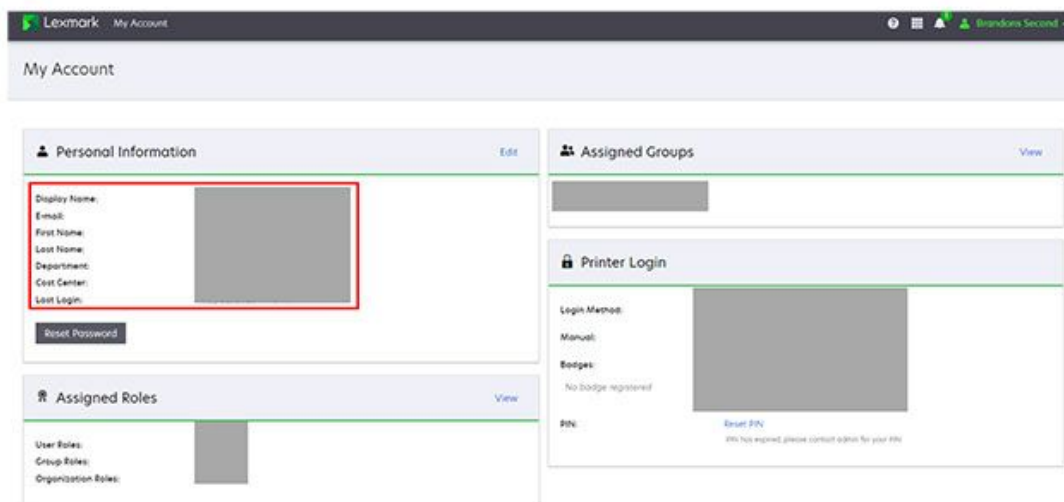 Lexmark My Account
1
Brandons Second
My Account
Personal Information
Edit
Display Name:
E-mail:
First Name:
Last Name:
Department:
Cost Center:
Last Login:
Reset Password
Assigned Roles
View
User Roles:
Group Roles:
Organization Roles:
Assigned Groups
View
Printer Login
Login Method:
Manual:
Badges:
No badge registered
PIN:
Reset PIN
PIN has expired, please contact admin for your PIN